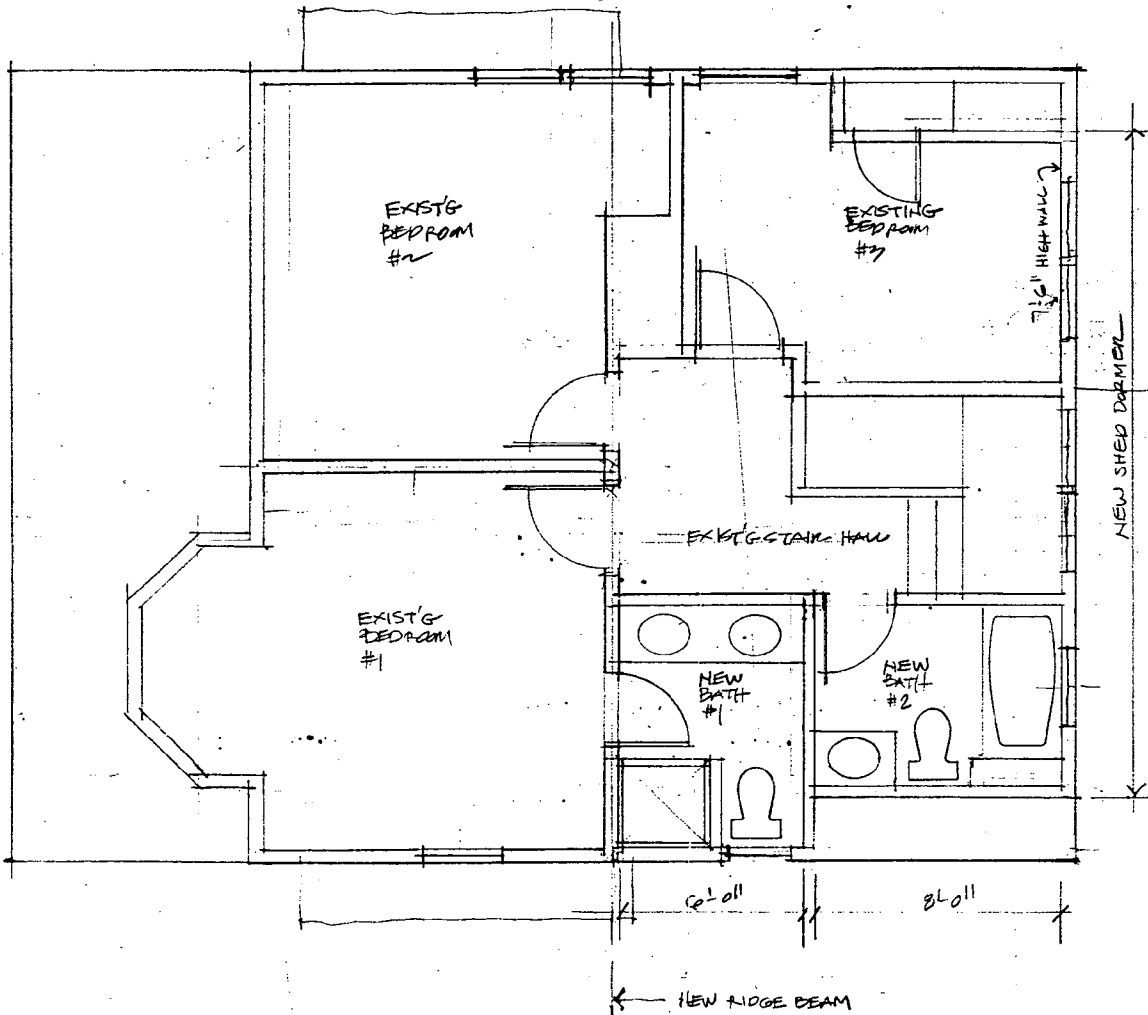 EXIST'G
BEDROOM
#2
EXISTING
BEDROOM
#3
7'-6" HIGH WALL
NEW SHED DORMER
EXIST'G STAIR HALL
EXIST'G
BEDROOM
#1
NEW
BATH
#1
NEW
BATH
#2
6'-0"
8'-0"
NEW RIDGE BEAM